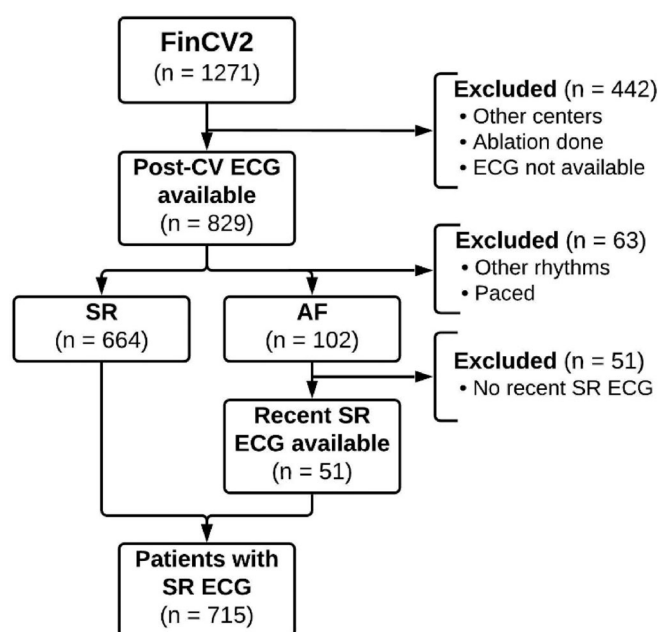 FinCV2
(n = 1271)
Excluded (n = 442)
• Other centers
• Ablation done
• ECG not available
Post-CV ECG
available
(n = 829)
Excluded (n = 63)
• Other rhythms
• Paced
SR
(n = 664)
AF
(n = 102)
Excluded (n = 51)
• No recent SR ECG
Recent SR
ECG available
(n = 51)
Patients with
SR ECG
(n = 715)